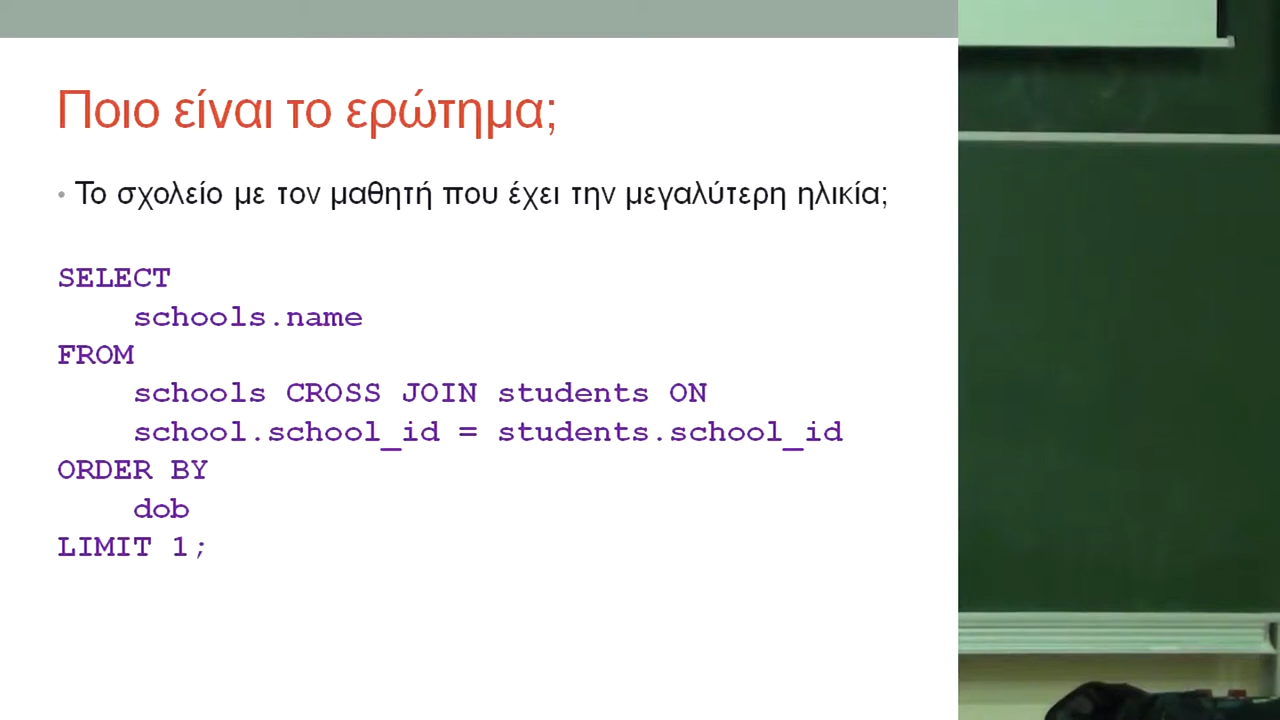 Ποιο είναι το ερώτημα;
• Το σχολείο με τον μαθητή που έχει την μεγαλύτερη ηλικία;
SELECT
schools.name
FROM
schools CROSS JOIN students ON
school.school_id = students.school_id
ORDER BY
dob
LIMIT 1;